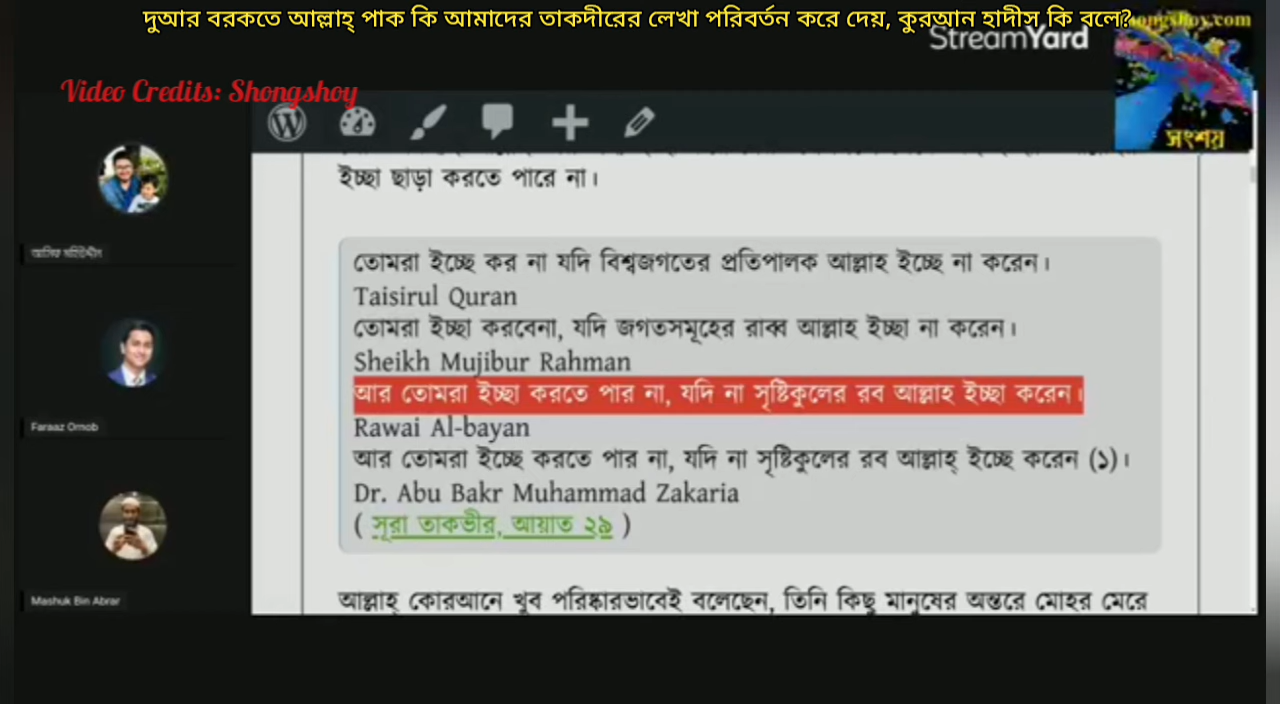 দুআর বরকতে আল্লাহ্ পাক কি আমাদের তাকদীরের লেখা পরিবর্তন করে দেয়, কুরআন হাদীস কি বলে?
StreamYard
Video Credits: Shongshoy
সংশয়
ইচ্ছা ছাড়া করতে পারে না।
তোমরা ইচ্ছে কর না যদি বিশ্বজগতের প্রতিপালক আল্লাহ ইচ্ছে না করেন।
Taisirul Quran
তোমরা ইচ্ছা করবেনা, যদি জগতসমূহের রাব্ব আল্লাহ ইচ্ছা না করেন।
Sheikh Mujibur Rahman
আর তোমরা ইচ্ছা করতে পার না, যদি না সৃষ্টিকুলের রব আল্লাহ ইচ্ছা করেন।
Rawai Al-bayan
আর তোমরা ইচ্ছে করতে পার না, যদি না সৃষ্টিকুলের রব আল্লাহ্ ইচ্ছে করেন (১)।
Dr. Abu Bakr Muhammad Zakaria
( সূরা তাকভীর, আয়াত ২৯ )
আল্লাহ্ কোরআনে খুব পরিষ্কারভাবেই বলেছেন, তিনি কিছু মানুষের অন্তরে মোহর মেরে
আসিফ মহিউদ্দীন
Faraaz Ornob
Mashuk Bin Abrar